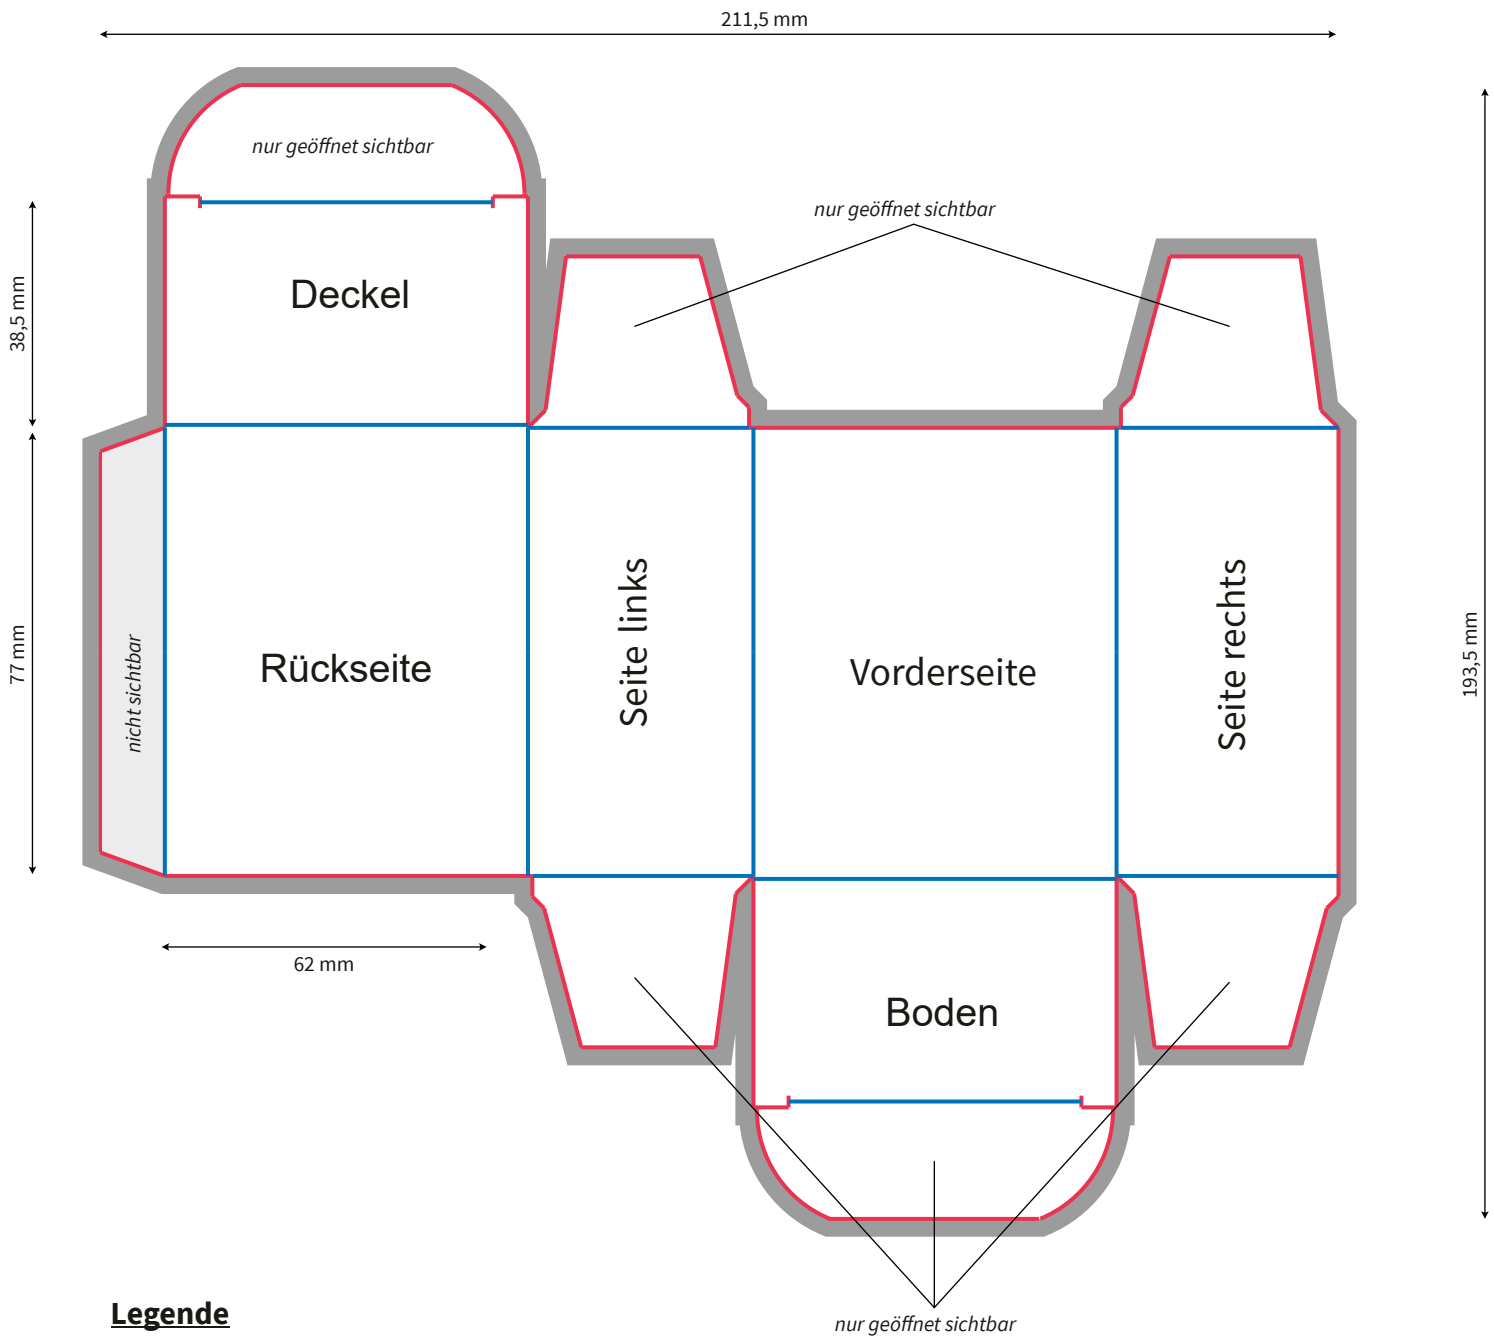 211,5 mm
nur geöffnet sichtbar
nur geöffnet sichtbar
Deckel
38,5 mm
77 mm
nicht sichtbar
Rückseite
Seite links
Vorderseite
Seite rechts
193,5 mm
62 mm
Boden
Legende
nur geöffnet sichtbar